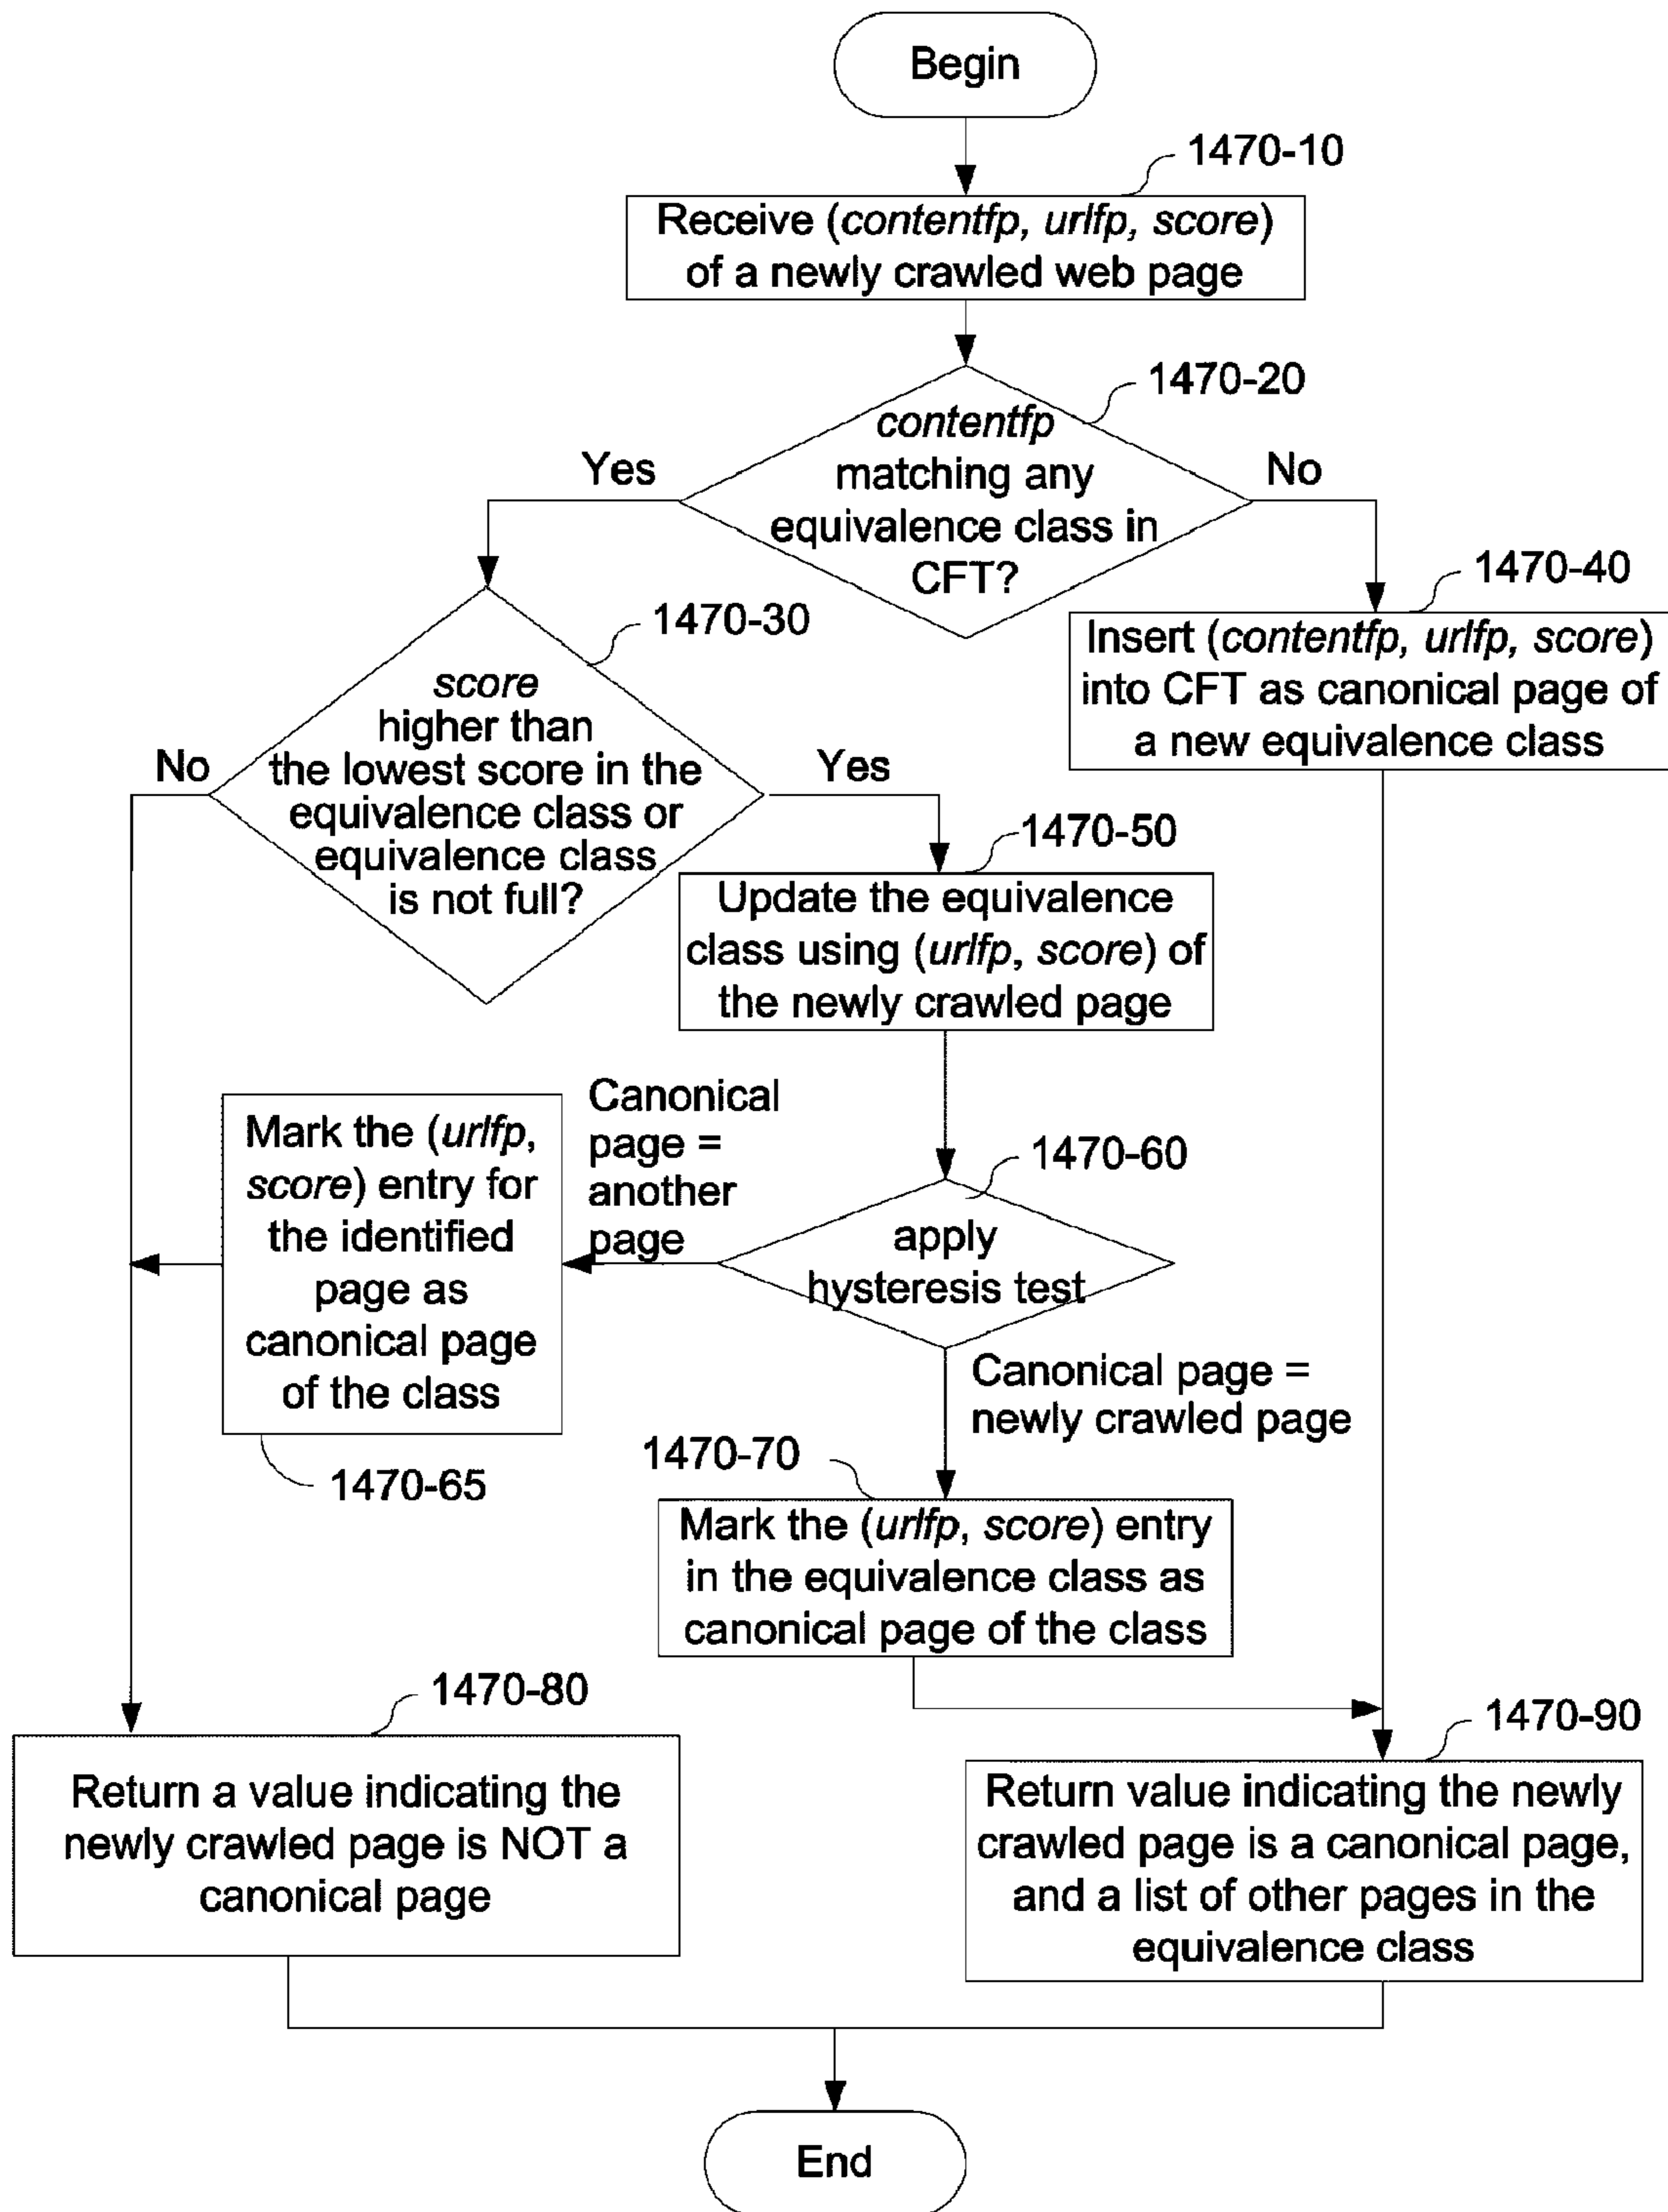 Begin
1470-10
Receive (contentfp, urlfp, score)
of a newly crawled web page
1470-20
contentfp
matching any
equivalence class in
CFT?
Yes
No
1470-30
score
higher than
the lowest score in the
equivalence class or
equivalence class
is not full?
1470-40
Insert (contentfp, urlfp, score)
into CFT as canonical page of
a new equivalence class
No
Yes
1470-50
Update the equivalence
class using (urlfp, score) of
the newly crawled page
Mark the (urlfp,
score) entry for
the identified
page as
canonical page
of the class
1470-65
Canonical
page =
another
page
1470-60
apply
hysteresis test
Canonical page =
newly crawled page
1470-70
Mark the (urlfp, score) entry
in the equivalence class as
canonical page of the class
1470-80
Return a value indicating the
newly crawled page is NOT a
canonical page
1470-90
Return value indicating the newly
crawled page is a canonical page,
and a list of other pages in the
equivalence class
End